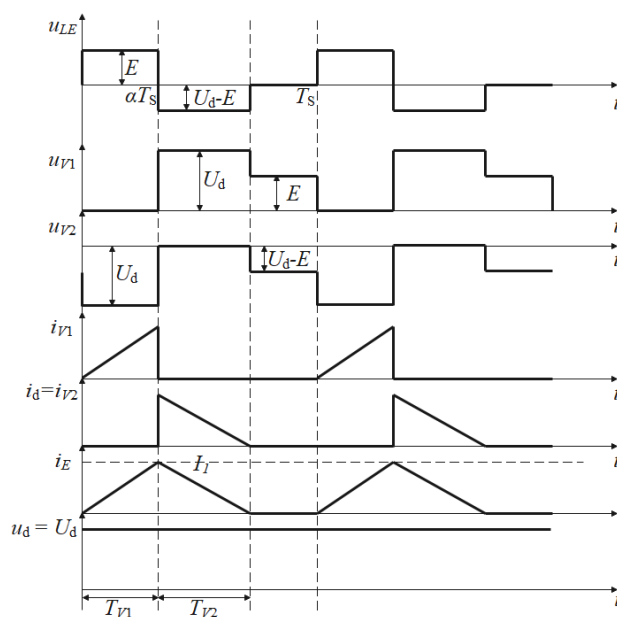 u_LE
E
αT_S
U_d-E
T_S
t
u_V1
U_d
E
t
u_V2
U_d
U_d-E
t
i_V1
t
i_d=i_V2
t
i_E
I_1
t
u_d = U_d
t
T_V1
T_V2